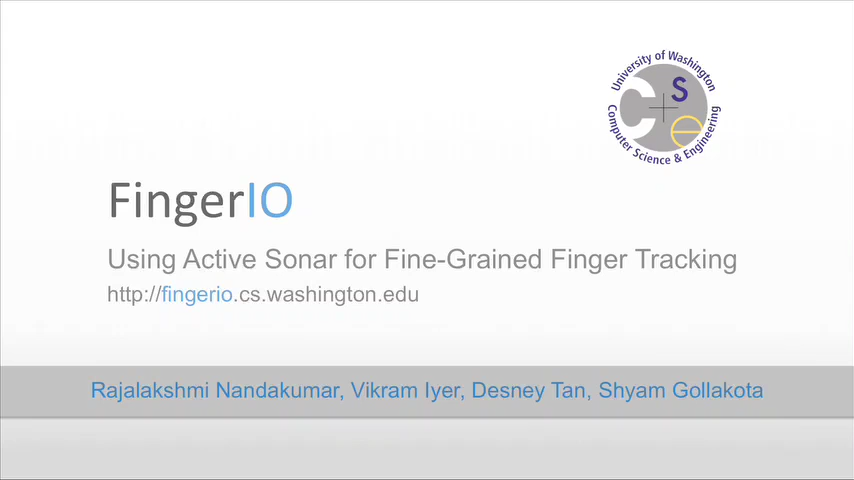 University of Washington
CSe
Computer Science & Engineering
FingerIO
Using Active Sonar for Fine-Grained Finger Tracking
http://fingerio.cs.washington.edu
Rajalakshmi Nandakumar, Vikram Iyer, Desney Tan, Shyam Gollakota